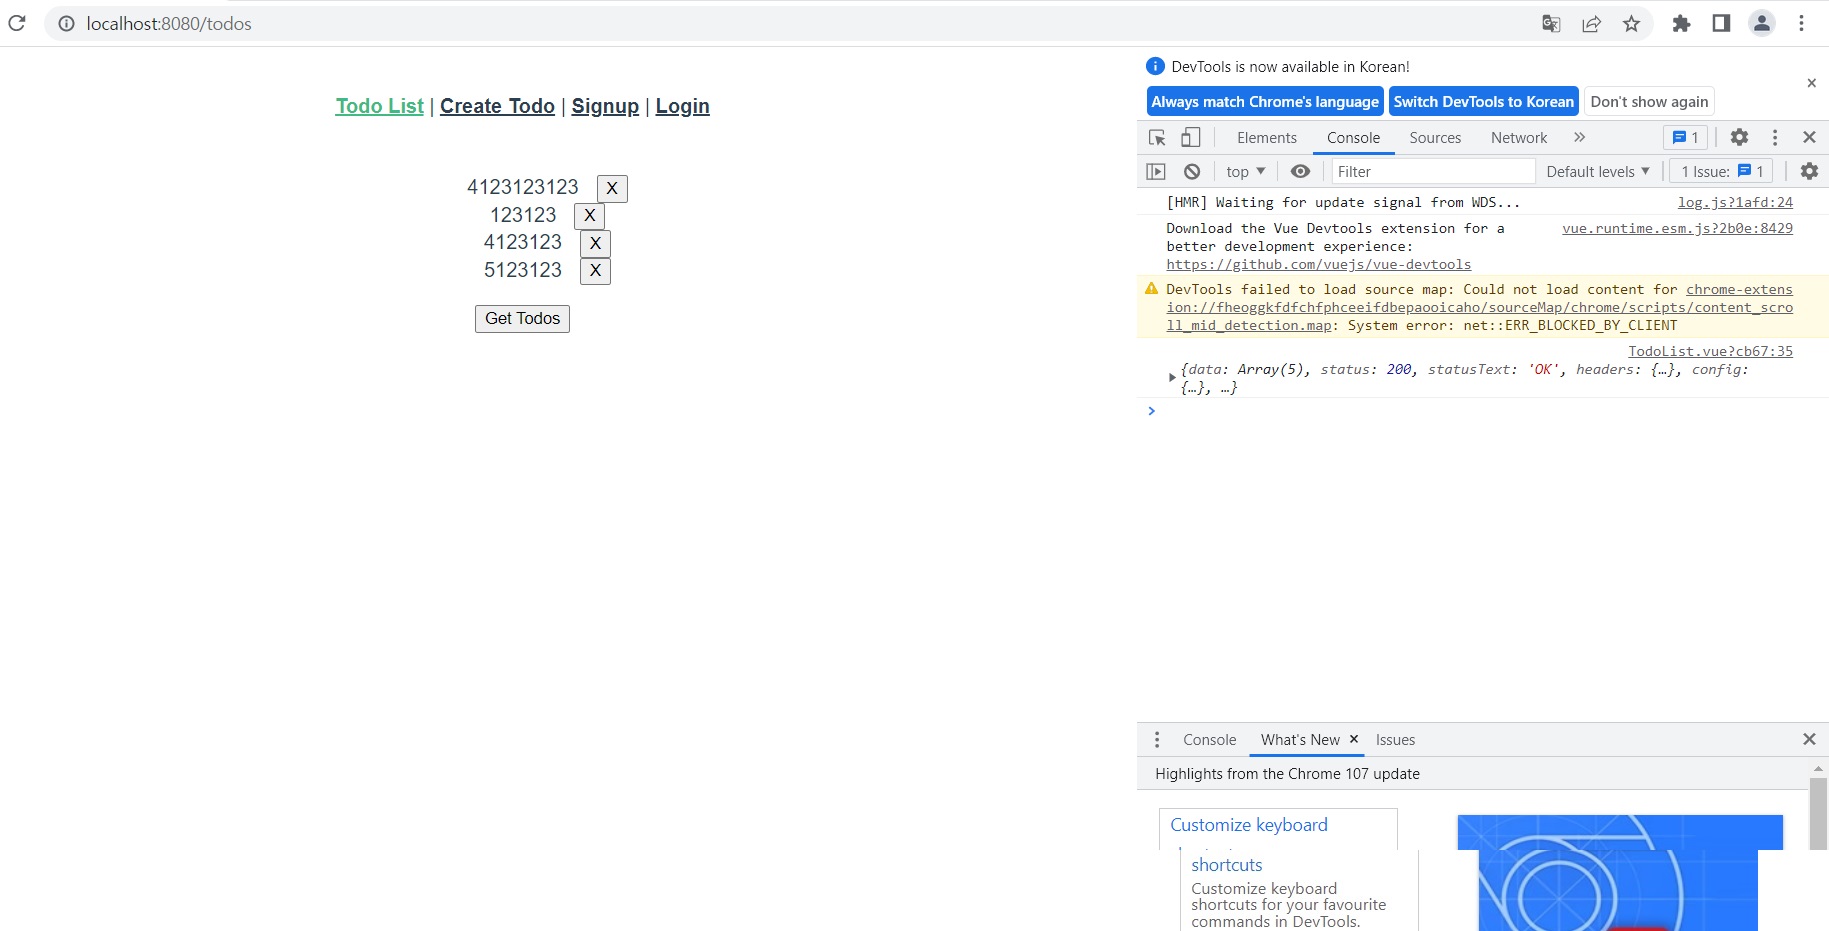 localhost:8080/todos
Todo List | Create Todo | Signup | Login
4123123123 X
123123 X
4123123 X
5123123 X
Get Todos
DevTools is now available in Korean!
Always match Chrome's language Switch DevTools to Korean Don't show again
Elements Console Sources Network 1
top Filter Default levels 1 Issue: 1
[HMR] Waiting for update signal from WDS... log.js?1afd:24
Download the Vue Devtools extension for a vue.runtime.esm.js?2b0e:8429
better development experience:
https://github.com/vuejs/vue-devtools
DevTools failed to load source map: Could not load content for chrome-extens
ion://fheoggkfdfchfphceeifdbepaooicaho/sourceMap/chrome/scripts/content_scro
ll_mid_detection.map: System error: net::ERR_BLOCKED_BY_CLIENT
TodoList.vue?cb67:35
{data: Array(5), status: 200, statusText: 'OK', headers: {…}, config:
{…}, …}
Console What's New Issues
Highlights from the Chrome 107 update
Customize keyboard
shortcuts
Customize keyboard
shortcuts for your favourite
commands in DevTools.